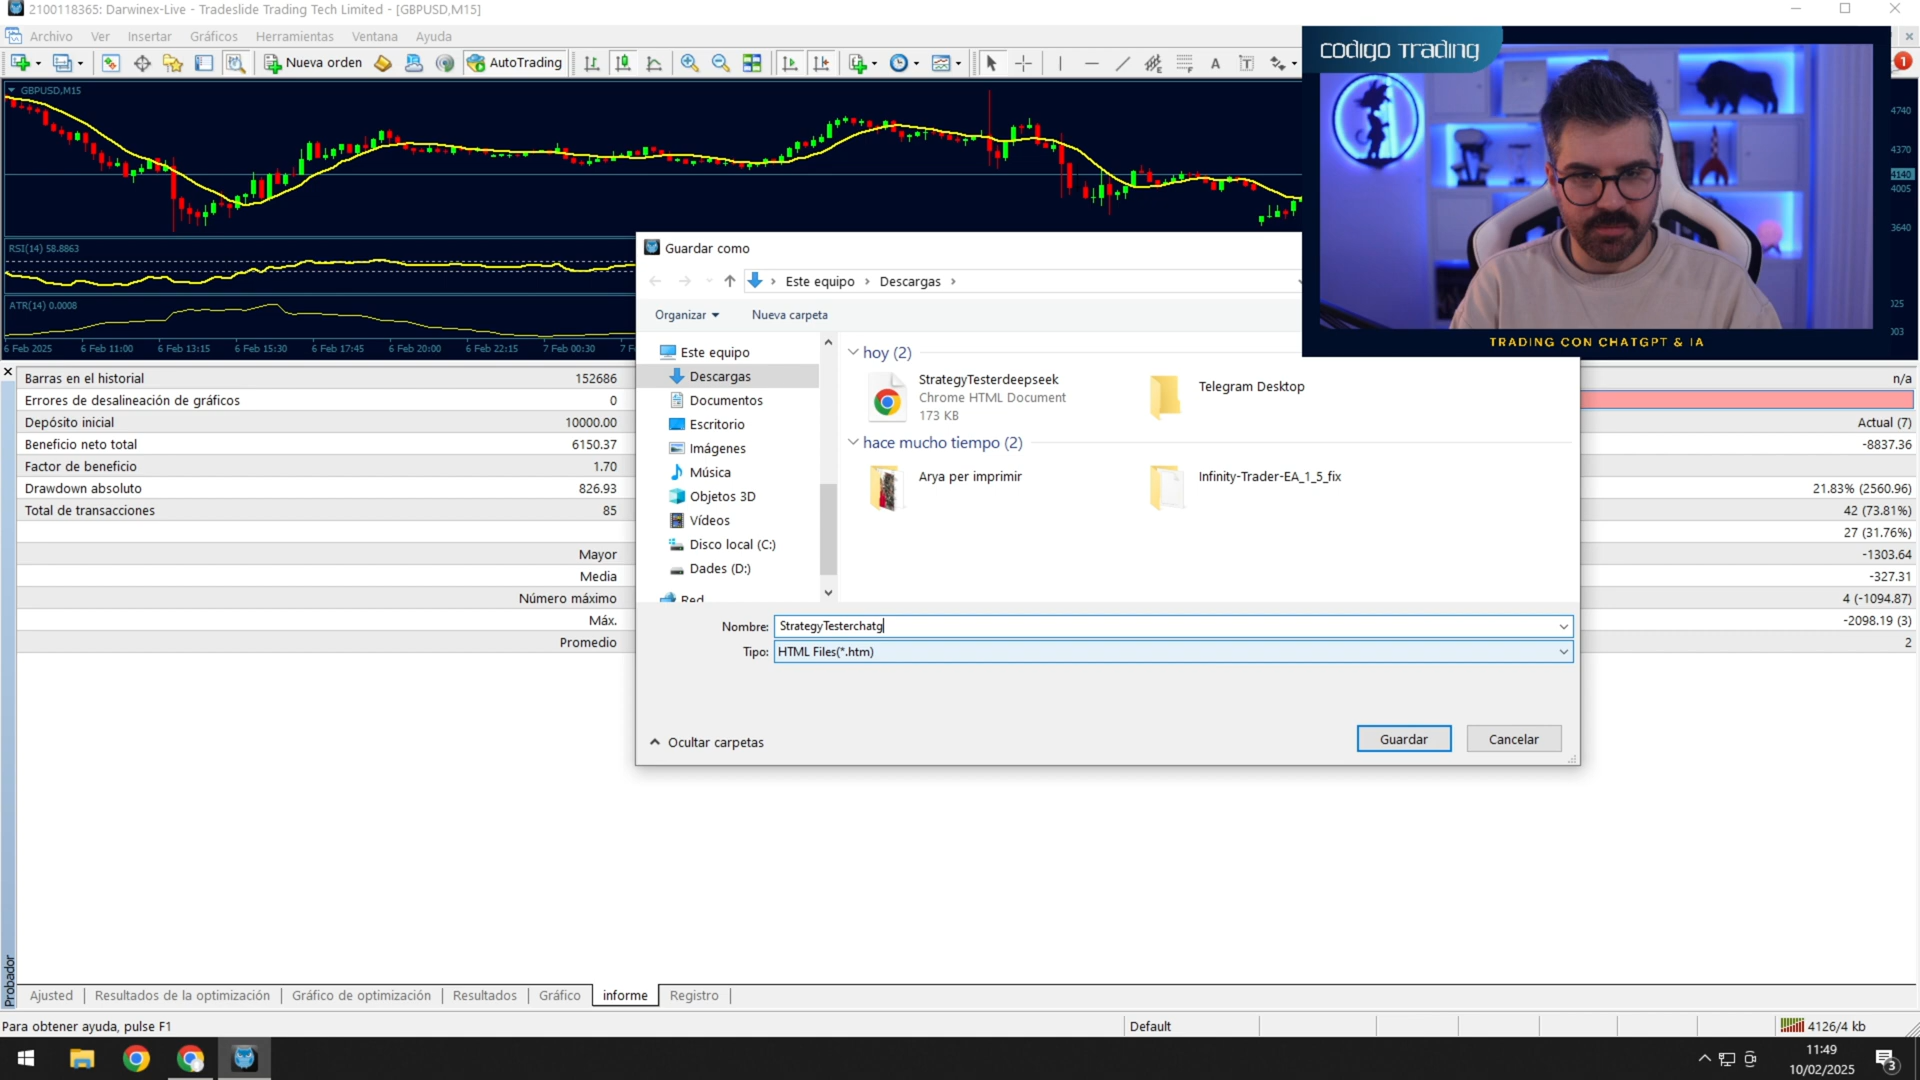 2100118365: Darwinex-Live - Tradeslide Trading Tech Limited - [GBPUSD,M15]
Archivo Ver Insertar Gráficos Herramientas Ventana Ayuda
Nueva orden AutoTrading
codigo Trading
1
GBPUSD,M15
4740
4370
4140
4005
3640
RSI(14) 58.8863
ATR(14) 0.0008
325
003
6 Feb 2025 6 Feb 11:00 6 Feb 13:15 6 Feb 15:30 6 Feb 17:45 6 Feb 20:00 6 Feb 22:15 7 Feb 00:30
TRADING CON CHATGPT & IA
Guardar como
Este equipo Descargas
Organizar Nueva carpeta
Este equipo
Descargas
Documentos
Escritorio
Imágenes
Música
Objetos 3D
Vídeos
Disco local (C:)
Dades (D:)
Red
hoy (2)
StrategyTesterdeepseek
Chrome HTML Document
173 KB
Telegram Desktop
hace mucho tiempo (2)
Arya per imprimir
Infinity-Trader-EA_1_5_fix
Nombre: StrategyTesterchatg
Tipo: HTML Files(*.htm)
Ocultar carpetas
Guardar Cancelar
Barras en el historial 152686 n/a
Errores de desalineación de gráficos 0
Depósito inicial 10000.00 Actual (7)
Beneficio neto total 6150.37 -8837.36
Factor de beneficio 1.70
Drawdown absoluto 826.93 21.83% (2560.96)
Total de transacciones 85 42 (73.81%)
27 (31.76%)
Mayor -1303.64
Media -327.31
Número máximo 4 (-1094.87)
Máx. -2098.19 (3)
Promedio 2
Probador
Ajusted Resultados de la optimización Gráfico de optimización Resultados Gráfico informe Registro
Para obtener ayuda, pulse F1 Default 4126/4 kb
11:49
10/02/2025
3